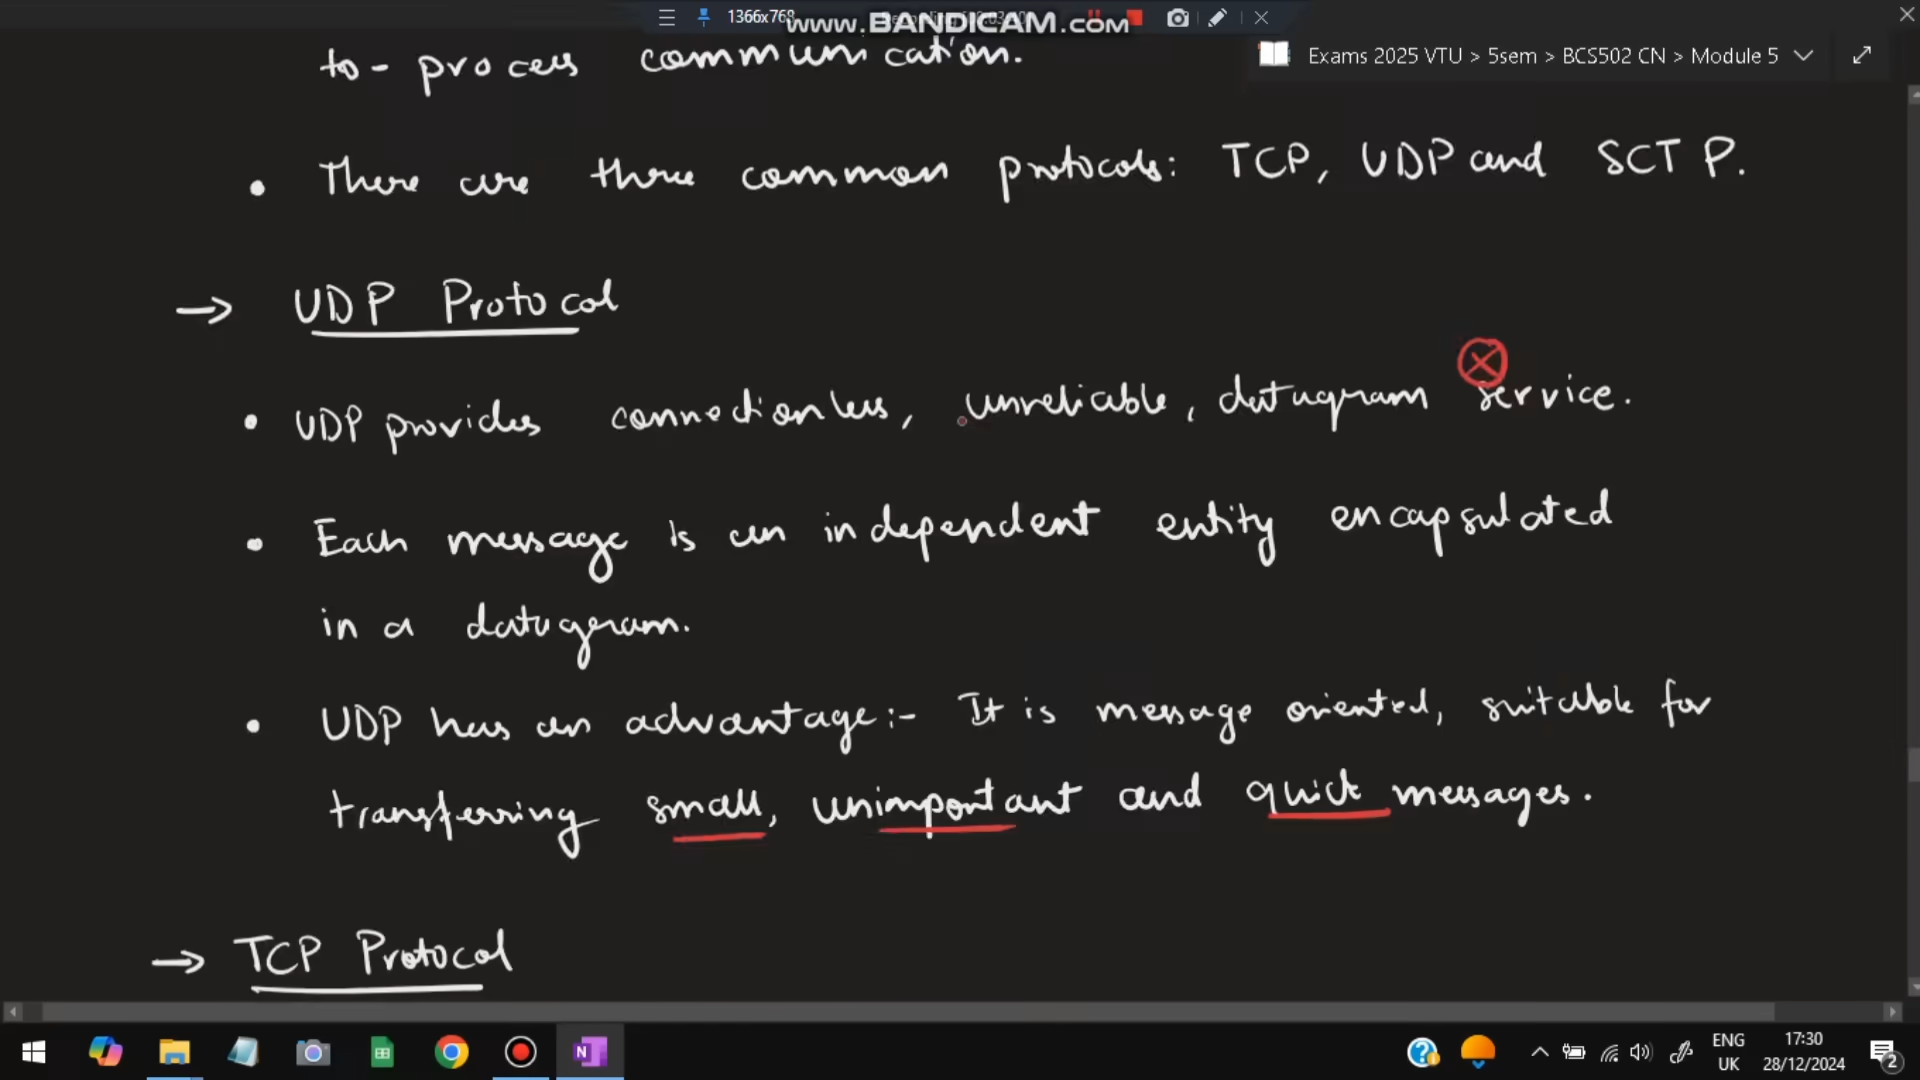 1366x768
www.BANDICAM.com
to - process communication.
Exams 2025 VTU > 5sem > BCS502 CN > Module 5
• There are three common protocols: TCP, UDP and SCTP.
→ UDP Protocol
• UDP provides connectionless, unreliable, datagram service.
• Each message is an independent entity encapsulated
in a datagram.
• UDP has an advantage:- It is message oriented, suitable for
transferring small, unimportant and quick messages.
→ TCP Protocol
ENG
UK
17:30
28/12/2024
2